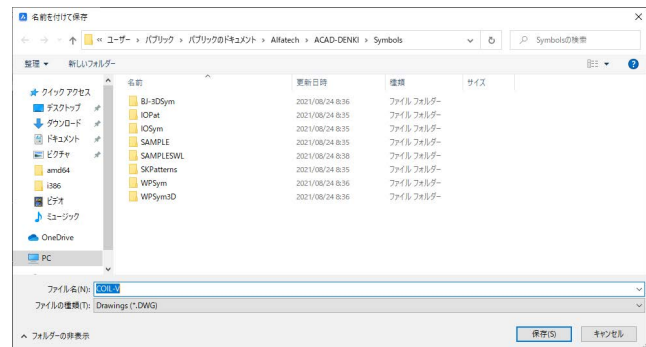 名前を付けて保存
« ユーザー › パブリック › パブリックのドキュメント › Alfatech › ACAD-DENKI › Symbols
Symbolsの検索
整理 新しいフォルダー
名前 更新日時 種類 サイズ
クイック アクセス
デスクトップ
ダウンロード
ドキュメント
ピクチャ
amd64
i386
ビデオ
ミュージック
OneDrive
PC
BJ-3DSym 2021/08/24 8:36 ファイル フォルダー
IOPat 2021/08/24 8:35 ファイル フォルダー
IOSym 2021/08/24 8:35 ファイル フォルダー
SAMPLE 2021/08/24 8:35 ファイル フォルダー
SAMPLESWL 2021/08/24 8:38 ファイル フォルダー
SKPatterns 2021/08/24 8:35 ファイル フォルダー
WPSym 2021/08/24 8:36 ファイル フォルダー
WPSym3D 2021/08/24 8:36 ファイル フォルダー
ファイル名(N): COIL-V
ファイルの種類(T): Drawings (*.DWG)
フォルダーの非表示
保存(S) キャンセル